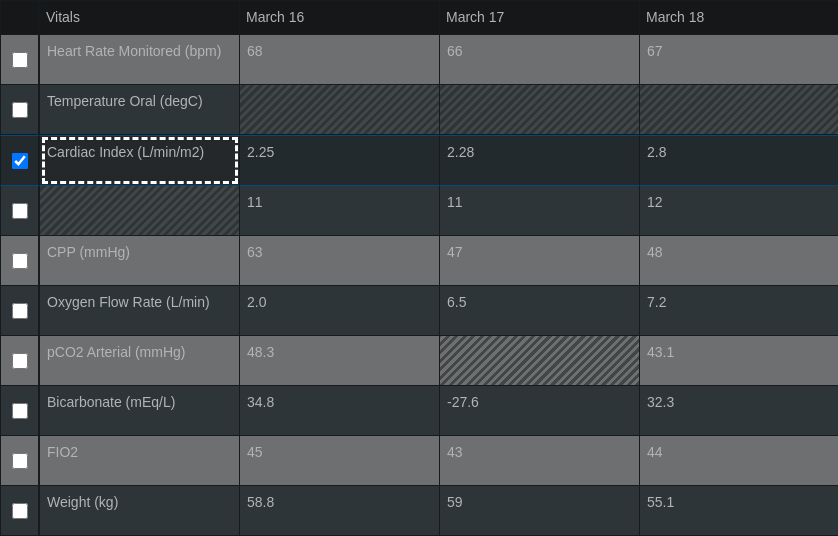 Vitals March 16 March 17 March 18
Heart Rate Monitored (bpm) 68 66 67
Temperature Oral (degC)
Cardiac Index (L/min/m2) 2.25 2.28 2.8
11 11 12
CPP (mmHg) 63 47 48
Oxygen Flow Rate (L/min) 2.0 6.5 7.2
pCO2 Arterial (mmHg) 48.3 43.1
Bicarbonate (mEq/L) 34.8 -27.6 32.3
FIO2 45 43 44
Weight (kg) 58.8 59 55.1